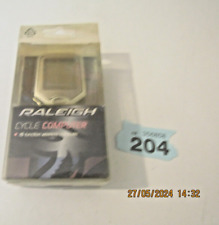 RALEIGH
CYCLE COMPUTER
204
27/05/2024 14:32